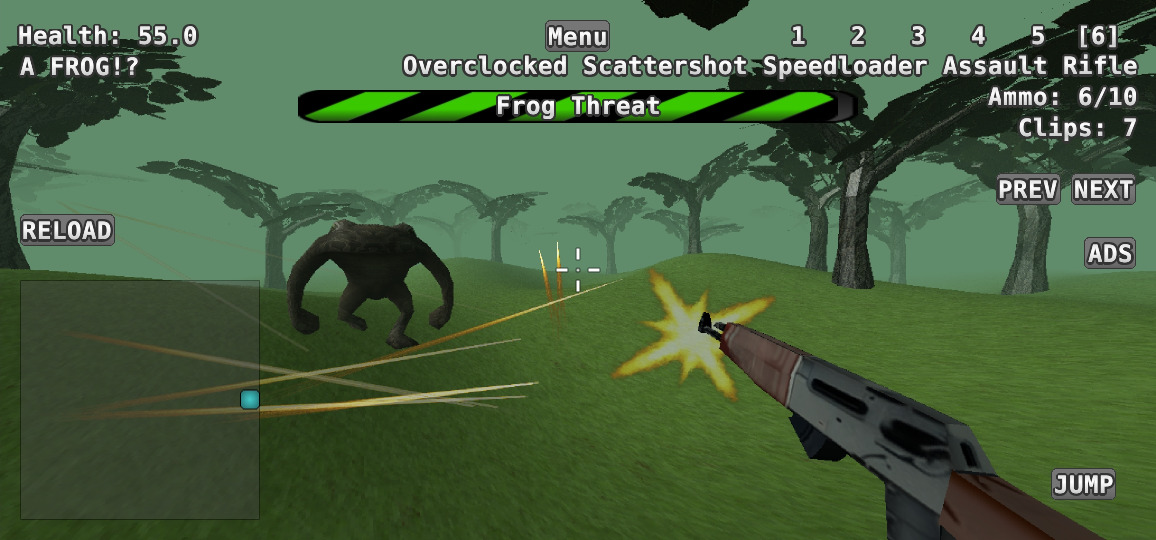 Health: 55.0
Menu
1 2 3 4 5 [6]
A FROG!?
Overclocked Scattershot Speedloader Assault Rifle
Frog Threat
Ammo: 6/10
Clips: 7
PREV NEXT
RELOAD
ADS
JUMP